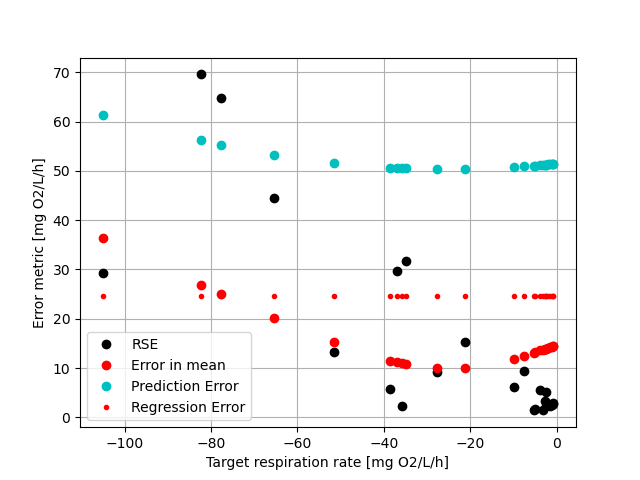 70
60
50
40
30
20
10
0
Error metric [mg O2/L/h]
RSE
Error in mean
Prediction Error
Regression Error
−100 −80 −60 −40 −20 0
Target respiration rate [mg O2/L/h]